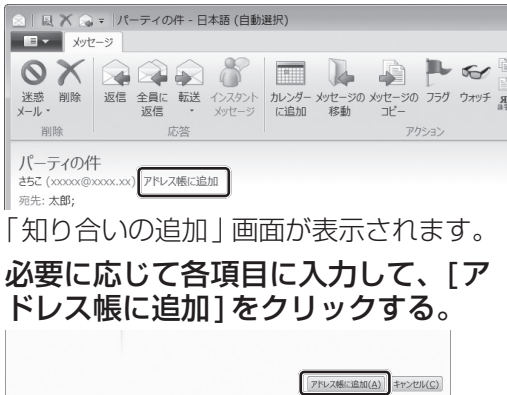 パーティの件 - 日本語 (自動選択)
メッセージ
迷惑メール 削除 返信 全員に返信 転送 インスタントメッセージ カレンダーに追加 メッセージの移動 メッセージのコピー フラグ ウォッチ
削除 応答 アクション
パーティの件
さちこ (xxxxx@xxxx.xx) アドレス帳に追加
宛先: 太郎;
「知り合いの追加」画面が表示されます。
必要に応じて各項目に入力して、[ア
ドレス帳に追加]をクリックする。
アドレス帳に追加(A) キャンセル(C)